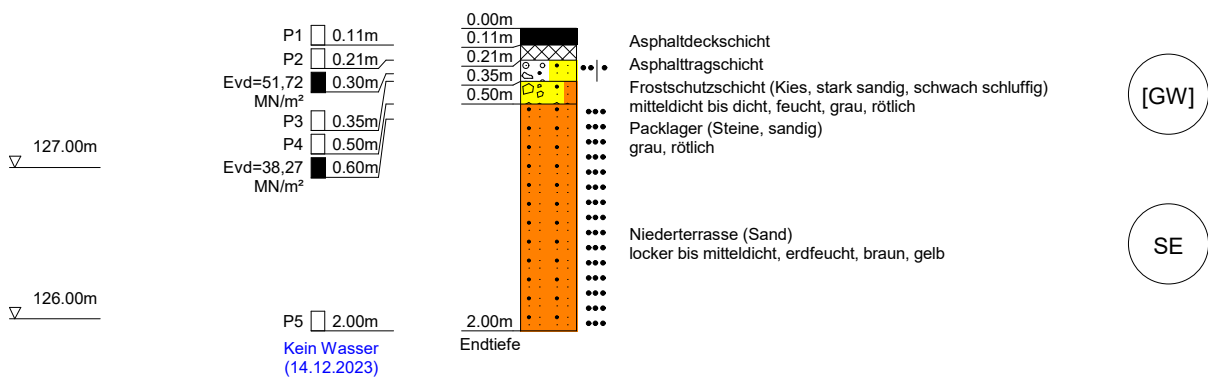 127.00m
126.00m
P1 0.11m
P2 0.21m
Evd=51,72 0.30m
MN/m²
P3 0.35m
P4 0.50m
Evd=38,27 0.60m
MN/m²
P5 2.00m
Kein Wasser
(14.12.2023)
0.00m
0.11m
0.21m
0.35m
0.50m
2.00m
Endtiefe
Asphaltdeckschicht
Asphalttragschicht
Frostschutzschicht (Kies, stark sandig, schwach schluffig)
mitteldicht bis dicht, feucht, grau, rötlich
Packlager (Steine, sandig)
grau, rötlich
Niederterrasse (Sand)
locker bis mitteldicht, erdfeucht, braun, gelb
[GW]
SE